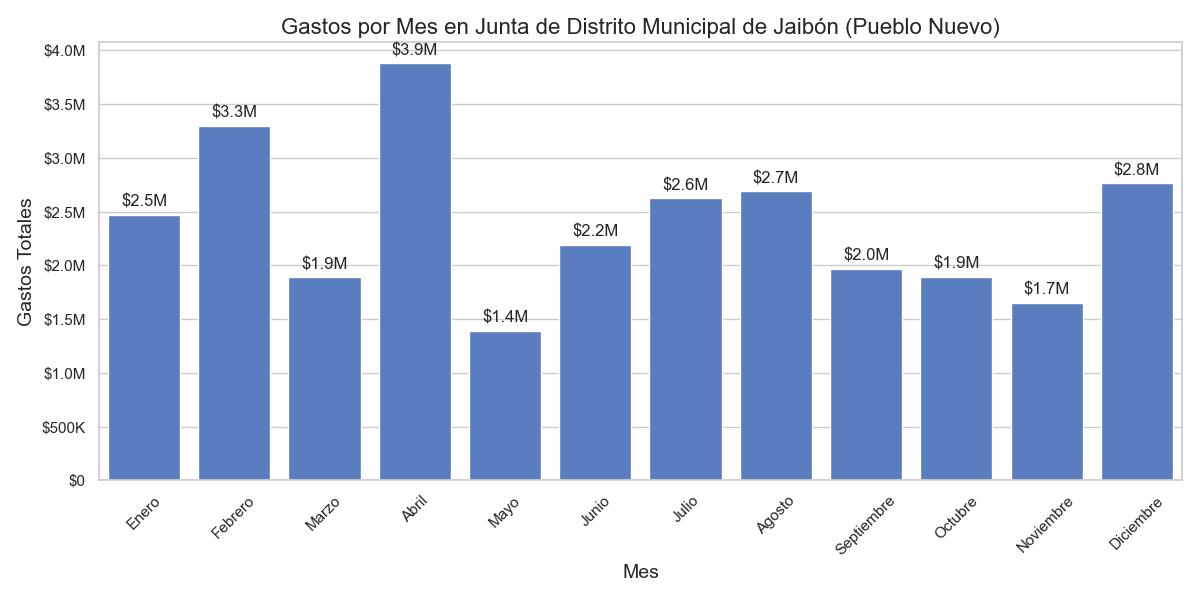 Gastos por Mes en Junta de Distrito Municipal de Jaibón (Pueblo Nuevo)
Gastos Totales
$4.0M
$3.5M
$3.0M
$2.5M
$2.0M
$1.5M
$1.0M
$500K
$0
$2.5M
$3.3M
$1.9M
$3.9M
$1.4M
$2.2M
$2.6M
$2.7M
$2.0M
$1.9M
$1.7M
$2.8M
Enero
Febrero
Marzo
Abril
Mayo
Junio
Julio
Agosto
Septiembre
Octubre
Noviembre
Diciembre
Mes